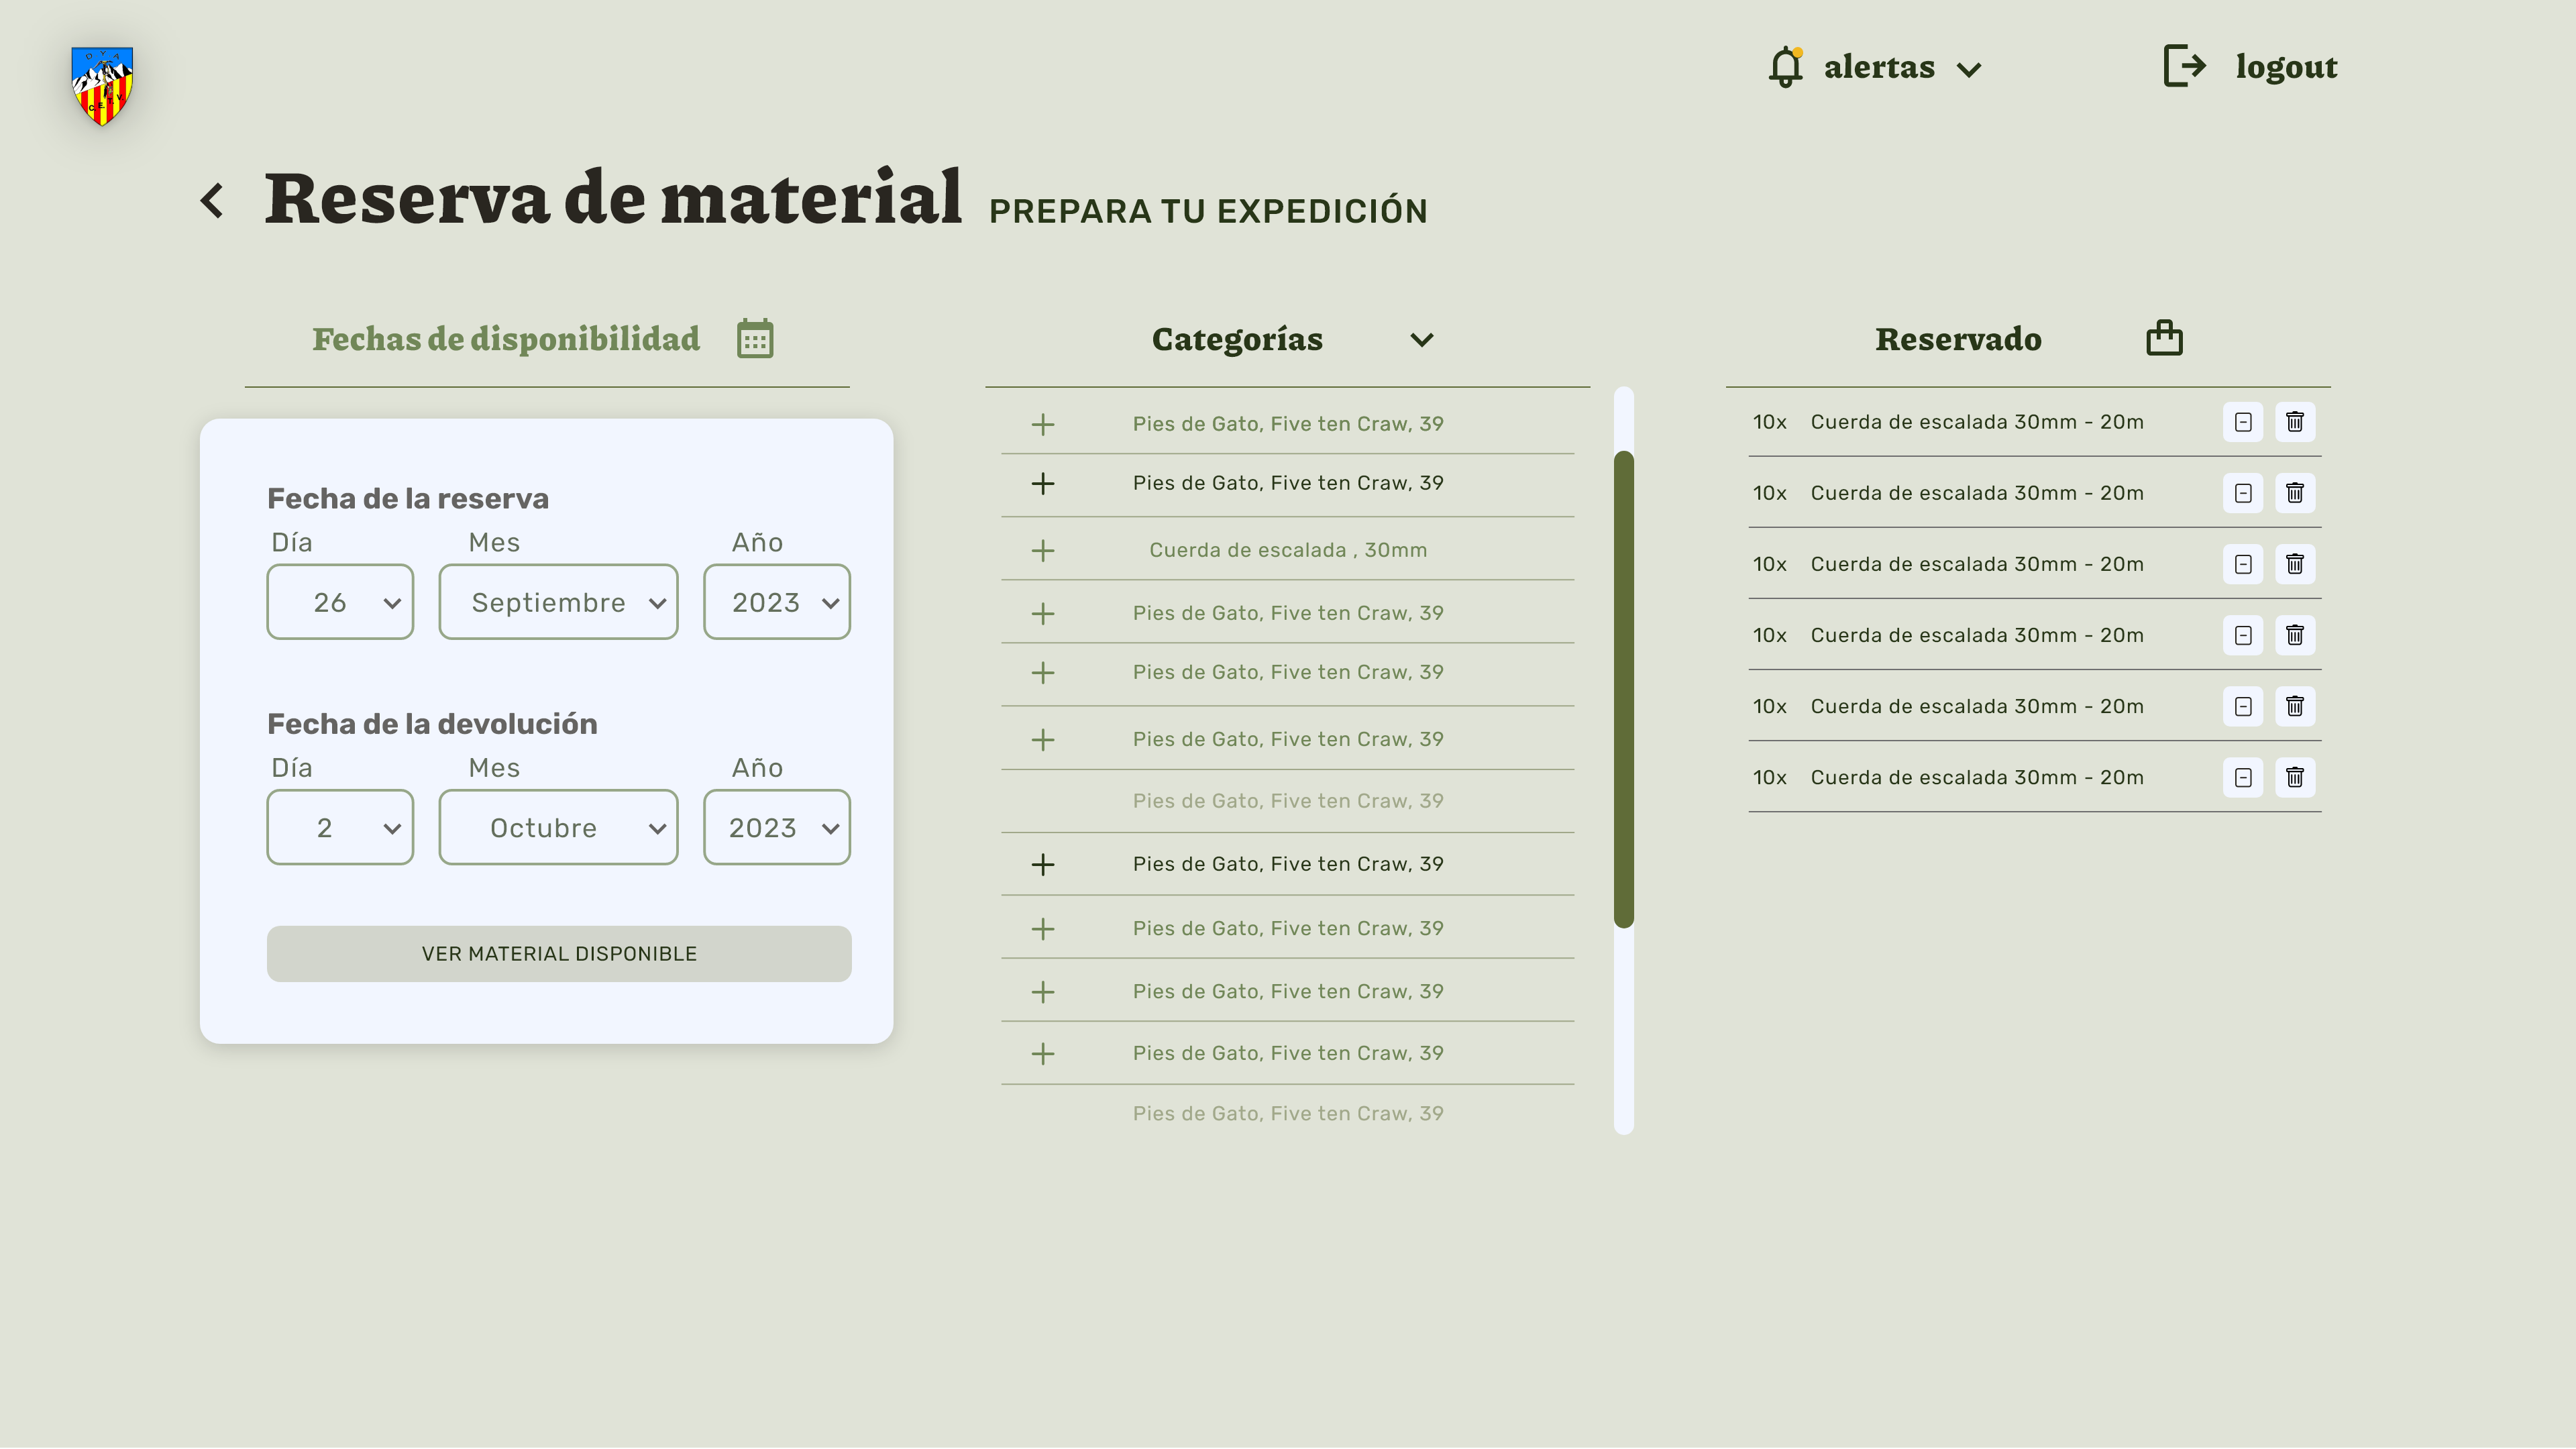 alertas
logout
Reserva de material PREPARA TU EXPEDICIÓN
Fechas de disponibilidad
Fecha de la reserva
Día Mes Año
26 Septiembre 2023
Fecha de la devolución
Día Mes Año
2 Octubre 2023
VER MATERIAL DISPONIBLE
Categorías
Pies de Gato, Five ten Craw, 39
Pies de Gato, Five ten Craw, 39
Cuerda de escalada , 30mm
Pies de Gato, Five ten Craw, 39
Pies de Gato, Five ten Craw, 39
Pies de Gato, Five ten Craw, 39
Pies de Gato, Five ten Craw, 39
Pies de Gato, Five ten Craw, 39
Pies de Gato, Five ten Craw, 39
Pies de Gato, Five ten Craw, 39
Pies de Gato, Five ten Craw, 39
Pies de Gato, Five ten Craw, 39
Reservado
10x Cuerda de escalada 30mm - 20m
10x Cuerda de escalada 30mm - 20m
10x Cuerda de escalada 30mm - 20m
10x Cuerda de escalada 30mm - 20m
10x Cuerda de escalada 30mm - 20m
10x Cuerda de escalada 30mm - 20m